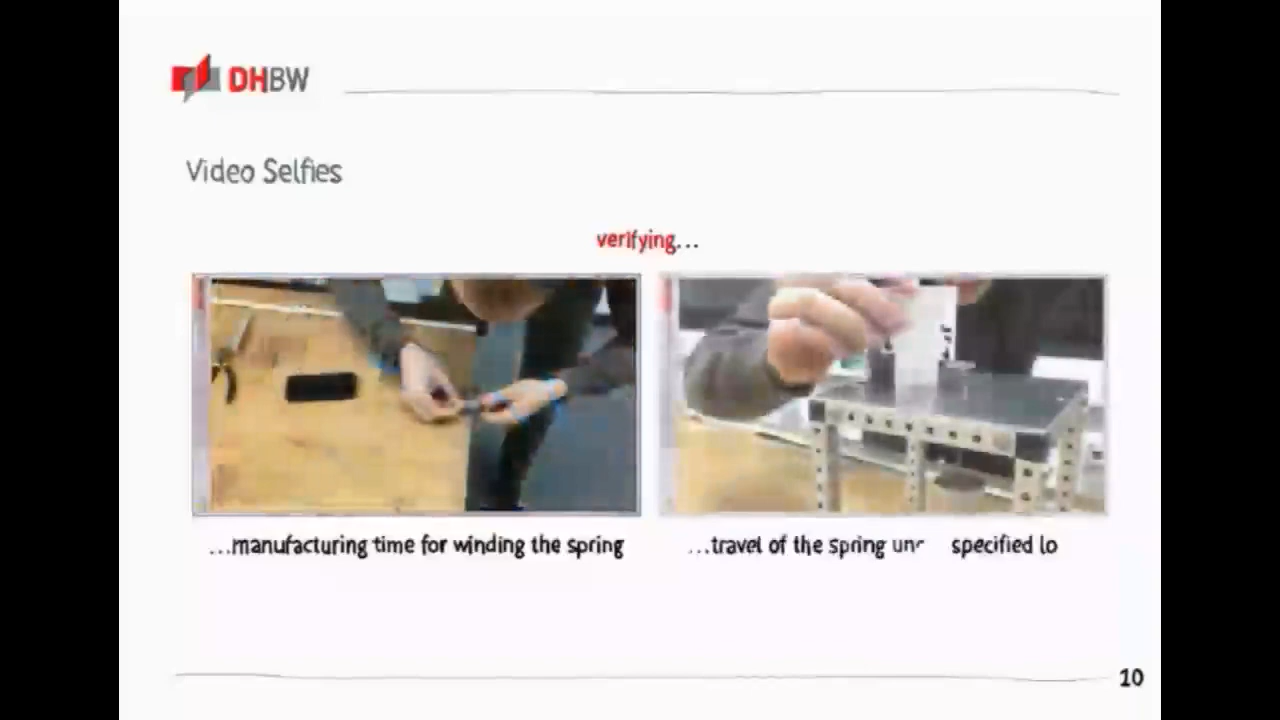 DHBW
Video Selfies
verifying...
...manufacturing time for winding the spring
...travel of the spring specified
10